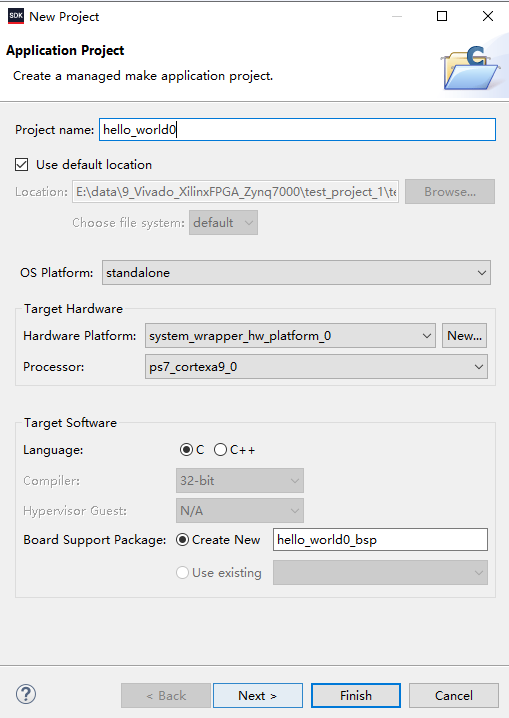 SDK New Project
Application Project
Create a managed make application project.
C
Project name: hello_world0
Use default location
Location: E:\data\9_Vivado_XilinxFPGA_Zynq7000\test_project_1\te Browse...
Choose file system: default
OS Platform: standalone
Target Hardware
Hardware Platform: system_wrapper_hw_platform_0 New...
Processor: ps7_cortexa9_0
Target Software
Language: C C++
Compiler: 32-bit
Hypervisor Guest: N/A
Board Support Package: Create New hello_world0_bsp
Use existing
? < Back Next > Finish Cancel